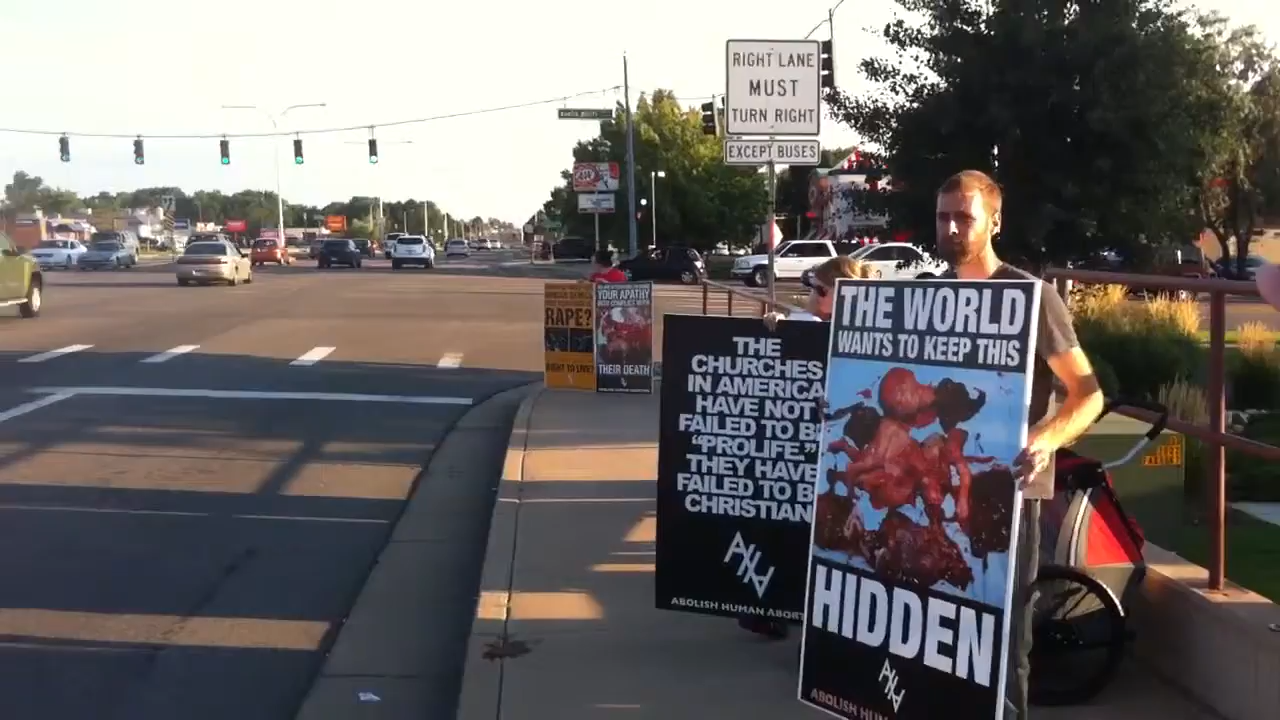 RIGHT LANE
MUST
TURN RIGHT
EXCEPT BUSES
A&W
RAPE?
RIGHT TO LIVE?
YOUR APATHY
THEIR DEATH
THE
CHURCHES
IN AMERICA
HAVE NOT
FAILED TO B
"PROLIFE."
THEY HAVE
FAILED TO B
CHRISTIAN
AHA
ABOLISH HUMAN ABORT
THE WORLD
WANTS TO KEEP THIS
HIDDEN
AHA
ABOLISH HUM